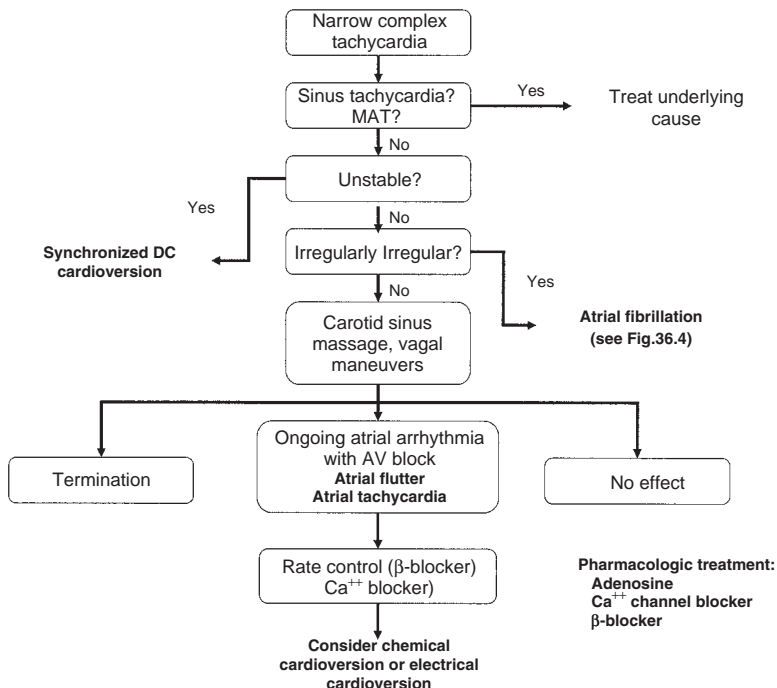 Narrow complex
tachycardia
Sinus tachycardia?
MAT?
Yes
Treat underlying
cause
No
Unstable?
Yes
No
Synchronized DC
cardioversion
Irregularly Irregular?
No
Yes
Atrial fibrillation
(see Fig.36.4)
Carotid sinus
massage, vagal
maneuvers
Termination
Ongoing atrial arrhythmia
with AV block
Atrial flutter
Atrial tachycardia
No effect
Rate control (β-blocker)
Ca⁺⁺ blocker)
Pharmacologic treatment:
Adenosine
Ca⁺⁺ channel blocker
β-blocker
Consider chemical
cardioversion or electrical
cardioversion